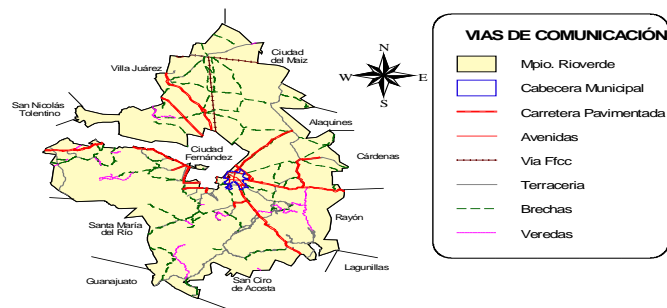 Ciudad
del Maiz
Villa Juárez
San Nicolás
Tolentino
Alaquines
Ciudad
Fernández
Cárdenas
Santa María
del Río
Rayón
Lagunillas
Guanajuato
San Ciro
de Acosta
N
W
E
S
VIAS DE COMUNICACIÓN
Mpio. Rioverde
Cabecera Municipal
Carretera Pavimentada
Avenidas
Via Ffcc
Terraceria
Brechas
Veredas